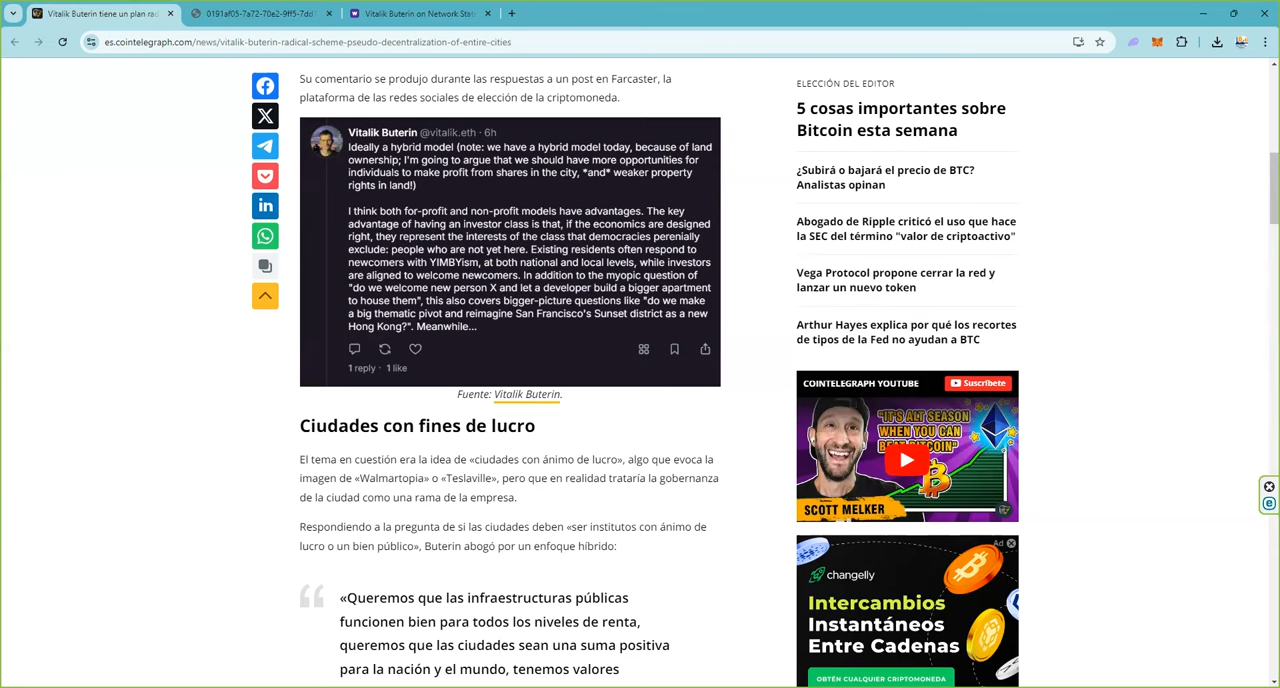 Vitalik Buterin tiene un plan rad
0191af05-7a72-70e2-9ff5-7dd1
Vitalik Buterin on Network Stat
es.cointelegraph.com/news/vitalik-buterin-radical-scheme-pseudo-decentralization-of-entire-cities
Su comentario se produjo durante las respuestas a un post en Farcaster, la
plataforma de las redes sociales de elección de la criptomoneda.
Vitalik Buterin @vitalik.eth · 6h
Ideally a hybrid model (note: we have a hybrid model today, because of land
ownership; I'm going to argue that we should have more opportunities for
individuals to make profit from shares in the city, *and* weaker property
rights in land!)
I think both for-profit and non-profit models have advantages. The key
advantage of having an investor class is that, if the economics are designed
right, they represent the interests of the class that democracies perenially
exclude: people who are not yet here. Existing residents often respond to
newcomers with YIMBYism, at both national and local levels, while investors
are aligned to welcome newcomers. In addition to the myopic question of
"do we welcome new person X and let a developer build a bigger apartment
to house them", this also covers bigger-picture questions like "do we make
a big thematic pivot and reimagine San Francisco's Sunset district as a new
Hong Kong?". Meanwhile...
1 reply · 1 like
Fuente: Vitalik Buterin.
Ciudades con fines de lucro
El tema en cuestión era la idea de «ciudades con ánimo de lucro», algo que evoca la
imagen de «Walmartopia» o «Teslaville», pero que en realidad trataría la gobernanza
de la ciudad como una rama de la empresa.
Respondiendo a la pregunta de si las ciudades deben «ser institutos con ánimo de
lucro o un bien público», Buterin abogó por un enfoque híbrido:
«Queremos que las infraestructuras públicas
funcionen bien para todos los niveles de renta,
queremos que las ciudades sean una suma positiva
para la nación y el mundo, tenemos valores
ELECCIÓN DEL EDITOR
5 cosas importantes sobre
Bitcoin esta semana
¿Subirá o bajará el precio de BTC?
Analistas opinan
Abogado de Ripple criticó el uso que hace
la SEC del término "valor de criptoactivo"
Vega Protocol propone cerrar la red y
lanzar un nuevo token
Arthur Hayes explica por qué los recortes
de tipos de la Fed no ayudan a BTC
COINTELEGRAPH YOUTUBE
Suscríbete
"IT'S ALT SEASON
WHEN YOU CAN
BEAT BITCOIN"
SCOTT MELKER
Ad
changelly
Intercambios
Instantáneos
Entre Cadenas
OBTÉN CUALQUIER CRIPTOMONEDA